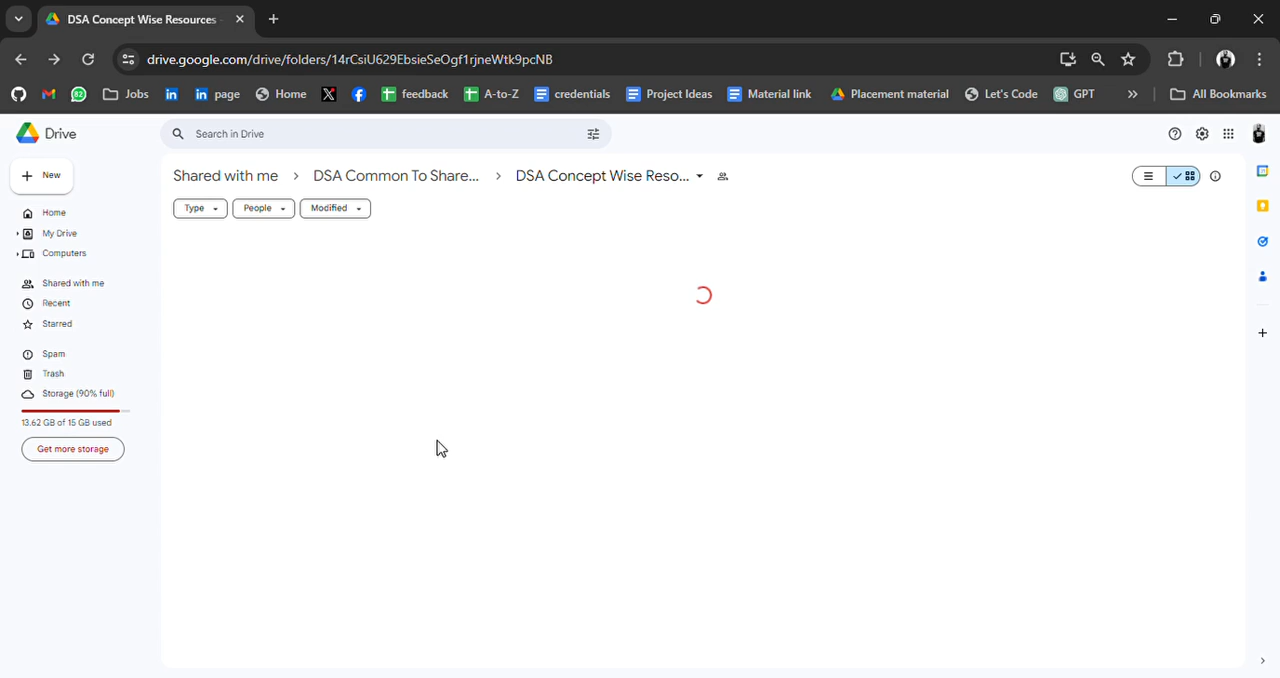 DSA Concept Wise Resources
drive.google.com/drive/folders/14rCsiU629EbsieSeOgf1rjneWtk9pcNB
82 Jobs in in page Home X feedback A-to-Z credentials Project Ideas Material link Placement material Let's Code GPT All Bookmarks
Drive
Search in Drive
New
Shared with me > DSA Common To Share... > DSA Concept Wise Reso...
Type People Modified
Home
My Drive
Computers
Shared with me
Recent
Starred
Spam
Trash
Storage (90% full)
13.62 GB of 15 GB used
Get more storage